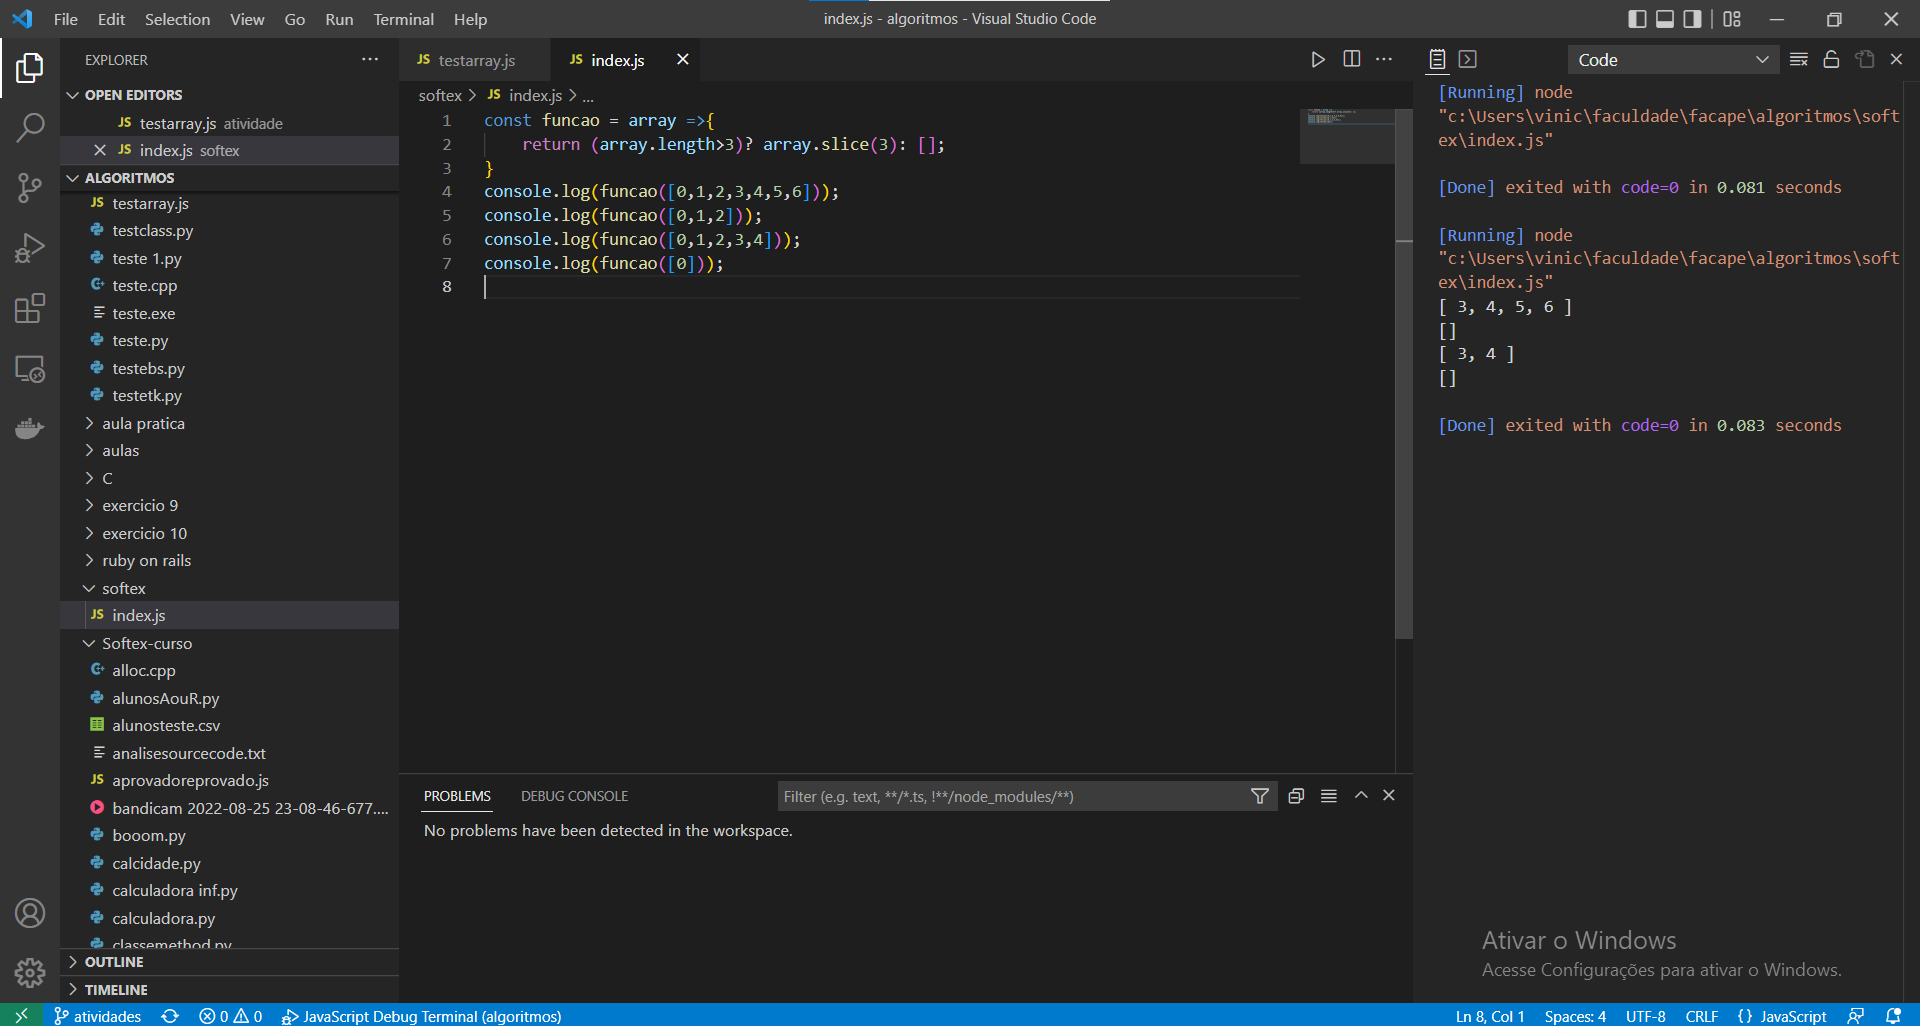 File Edit Selection View Go Run Terminal Help
index.js - algoritmos - Visual Studio Code
EXPLORER
OPEN EDITORS
JS testarray.js atividade
JS index.js softex
ALGORITMOS
JS testarray.js
testclass.py
teste 1.py
teste.cpp
teste.exe
teste.py
testebs.py
testetk.py
aula pratica
aulas
C
exercicio 9
exercicio 10
ruby on rails
softex
JS index.js
Softex-curso
alloc.cpp
alunosAouR.py
alunosteste.csv
analisesourcecode.txt
JS aprovadoreprovado.js
bandicam 2022-08-25 23-08-46-677....
booom.py
calcidade.py
calculadora inf.py
calculadora.py
classemethod.py
OUTLINE
TIMELINE
JS testarray.js
JS index.js
softex > JS index.js > ...
1 const funcao = array =>{
2 return (array.length>3)? array.slice(3): [];
3 }
4 console.log(funcao([0,1,2,3,4,5,6]));
5 console.log(funcao([0,1,2]));
6 console.log(funcao([0,1,2,3,4]));
7 console.log(funcao([0]));
8
PROBLEMS DEBUG CONSOLE
Filter (e.g. text, **/*.ts, !**/node_modules/**)
No problems have been detected in the workspace.
Code
[Running] node
"c:\Users\vinic\faculdade\facape\algoritmos\soft
ex\index.js"
[Done] exited with code=0 in 0.081 seconds
[Running] node
"c:\Users\vinic\faculdade\facape\algoritmos\soft
ex\index.js"
[ 3, 4, 5, 6 ]
[]
[ 3, 4 ]
[]
[Done] exited with code=0 in 0.083 seconds
Ativar o Windows
Acesse Configurações para ativar o Windows.
atividades 0 0 JavaScript Debug Terminal (algoritmos) Ln 8, Col 1 Spaces: 4 UTF-8 CRLF {} JavaScript